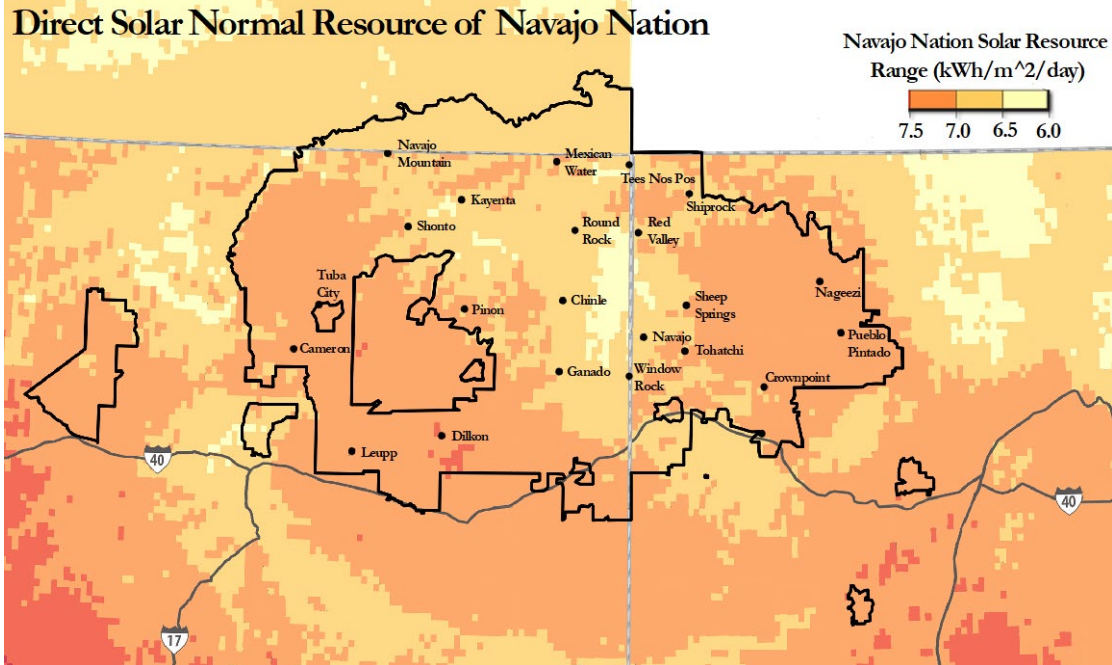 Direct Solar Normal Resource of Navajo Nation
Navajo Nation Solar Resource
Range (kWh/m^2/day)
7.5 7.0 6.5 6.0
Navajo
Mountain
Mexican
Water
Tees Nos Pos
Shiprock
Kayenta
Shonto
Round
Rock
Red
Valley
Tuba
City
Pinon
Chinle
Sheep
Springs
Nageezi
Cameron
Navajo
Tohatchi
Pueblo
Pintado
Ganado
Window
Rock
Crownpoint
Dilkon
Leupp
40
40
17